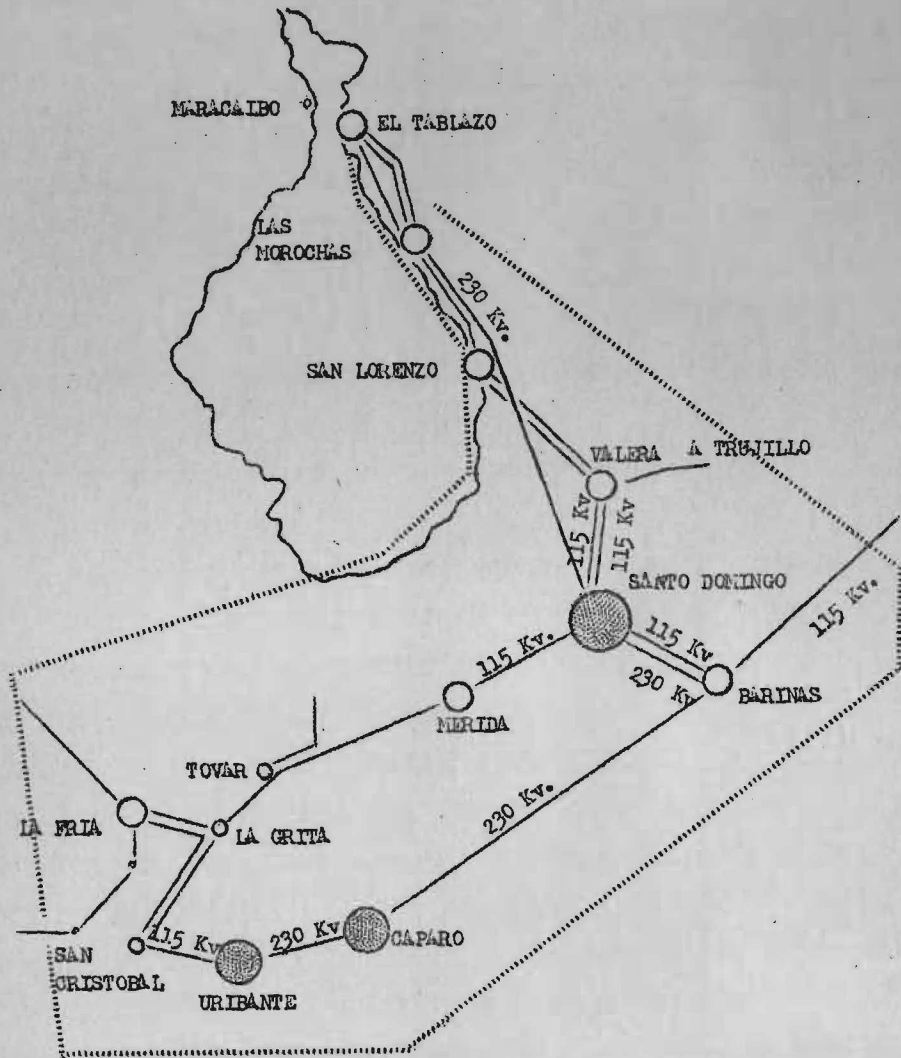 MARACAIBO
EL TABLAZO
LAS
MOROCHAS
230 Kv.
SAN LORENZO
VALERA
A TRUJILLO
115 Kv
115 Kv
SANTO DOMINGO
115 Kv.
115 Kv.
115 Kv.
230 Kv
BARINAS
MERIDA
TOVAR
230 Kv.
LA FRIA
LA GRITA
115 Kv
230 Kv
CAPARO
SAN
CRISTOBAL
URIBANTE